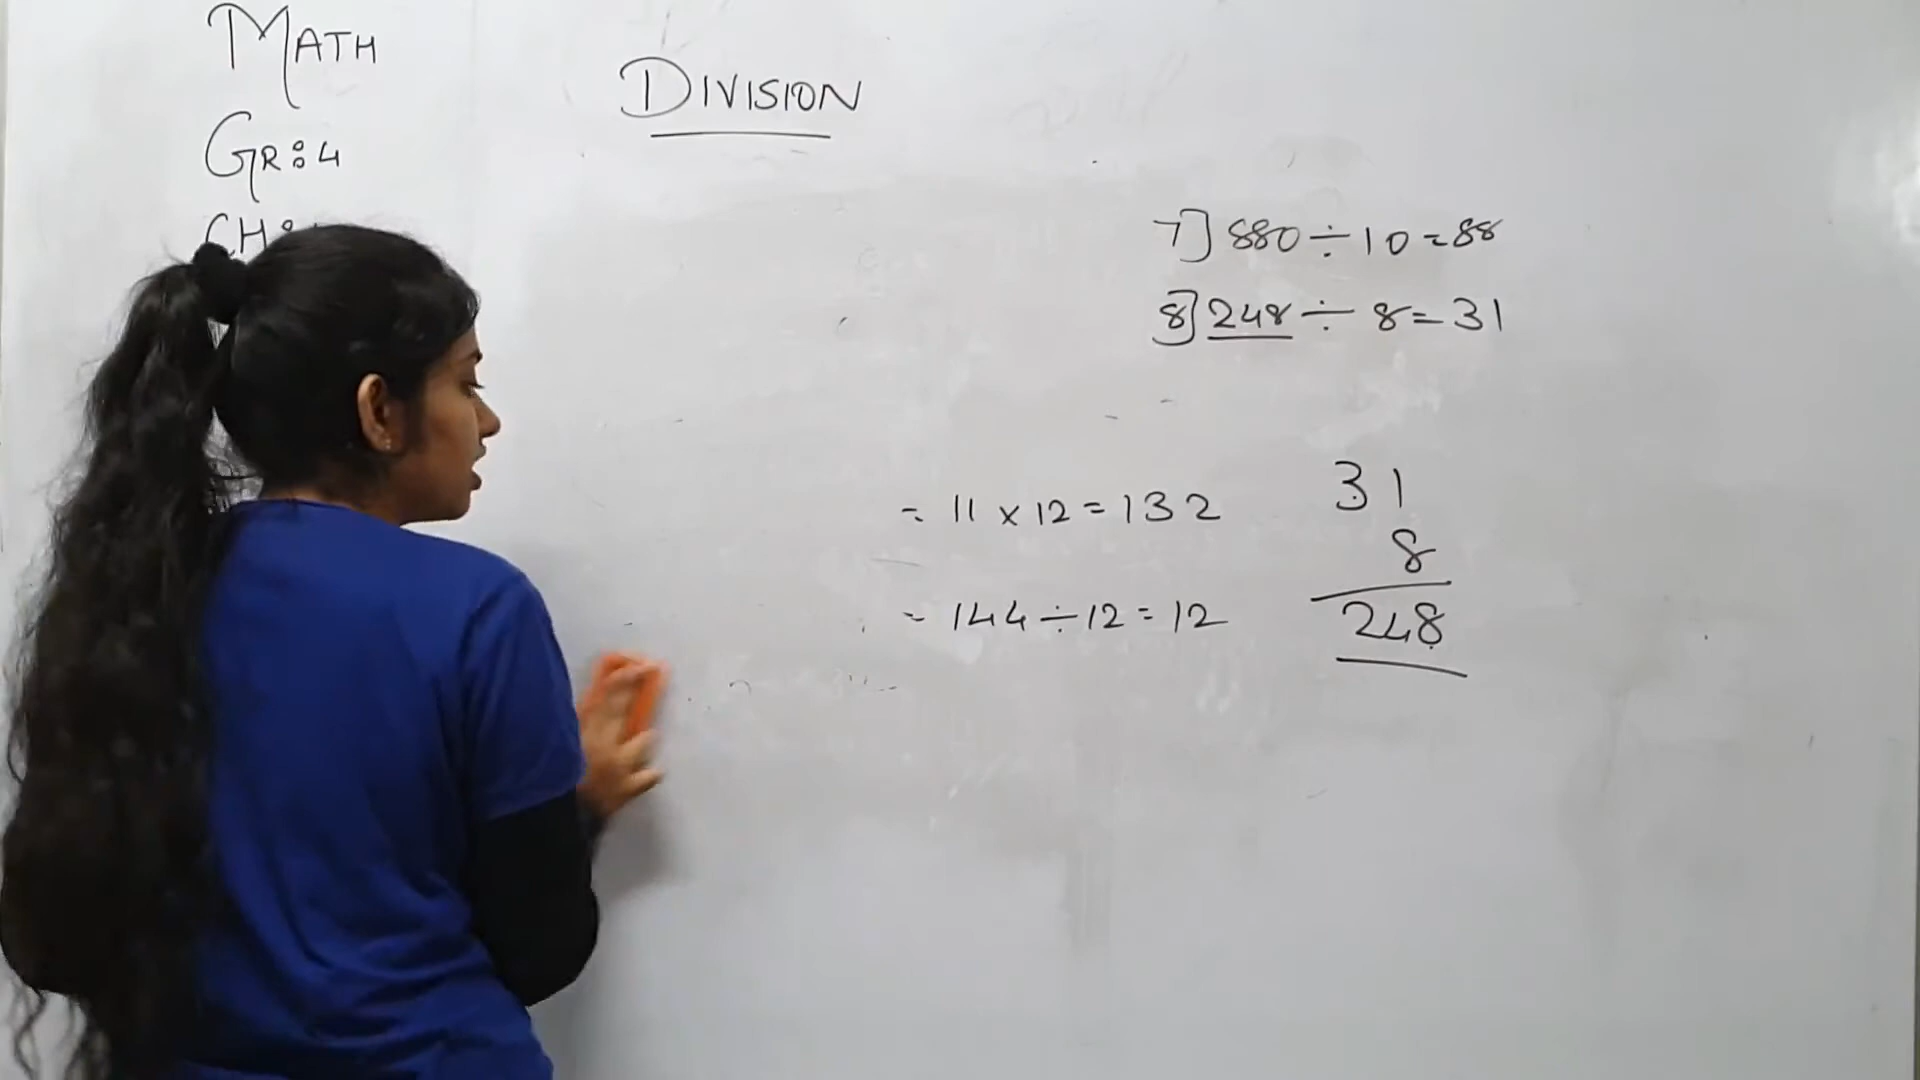 MATH
GR:4
CH:
DIVISION
7] 880 ÷ 10 = 88
8] 248 ÷ 8 = 31
= 11 x 12 = 132
= 144 ÷ 12 = 12
31
8
248